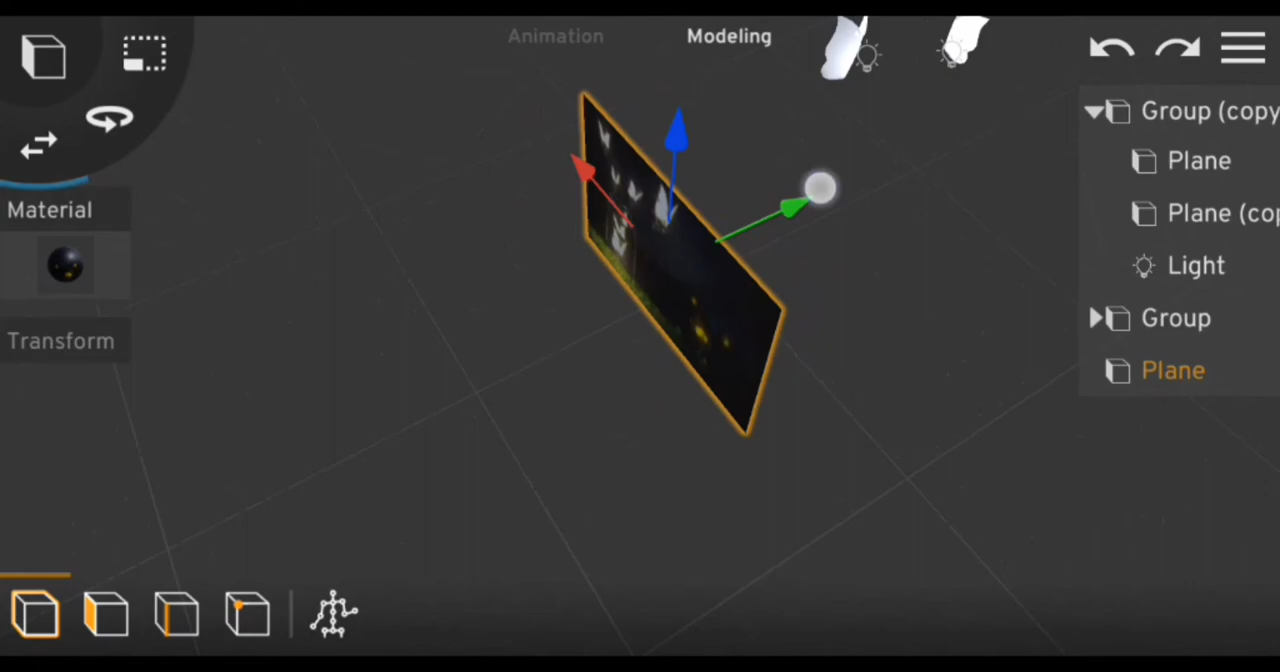 Animation
Modeling
Material
Transform
Group (copy
Plane
Plane (cop
Light
Group
Plane